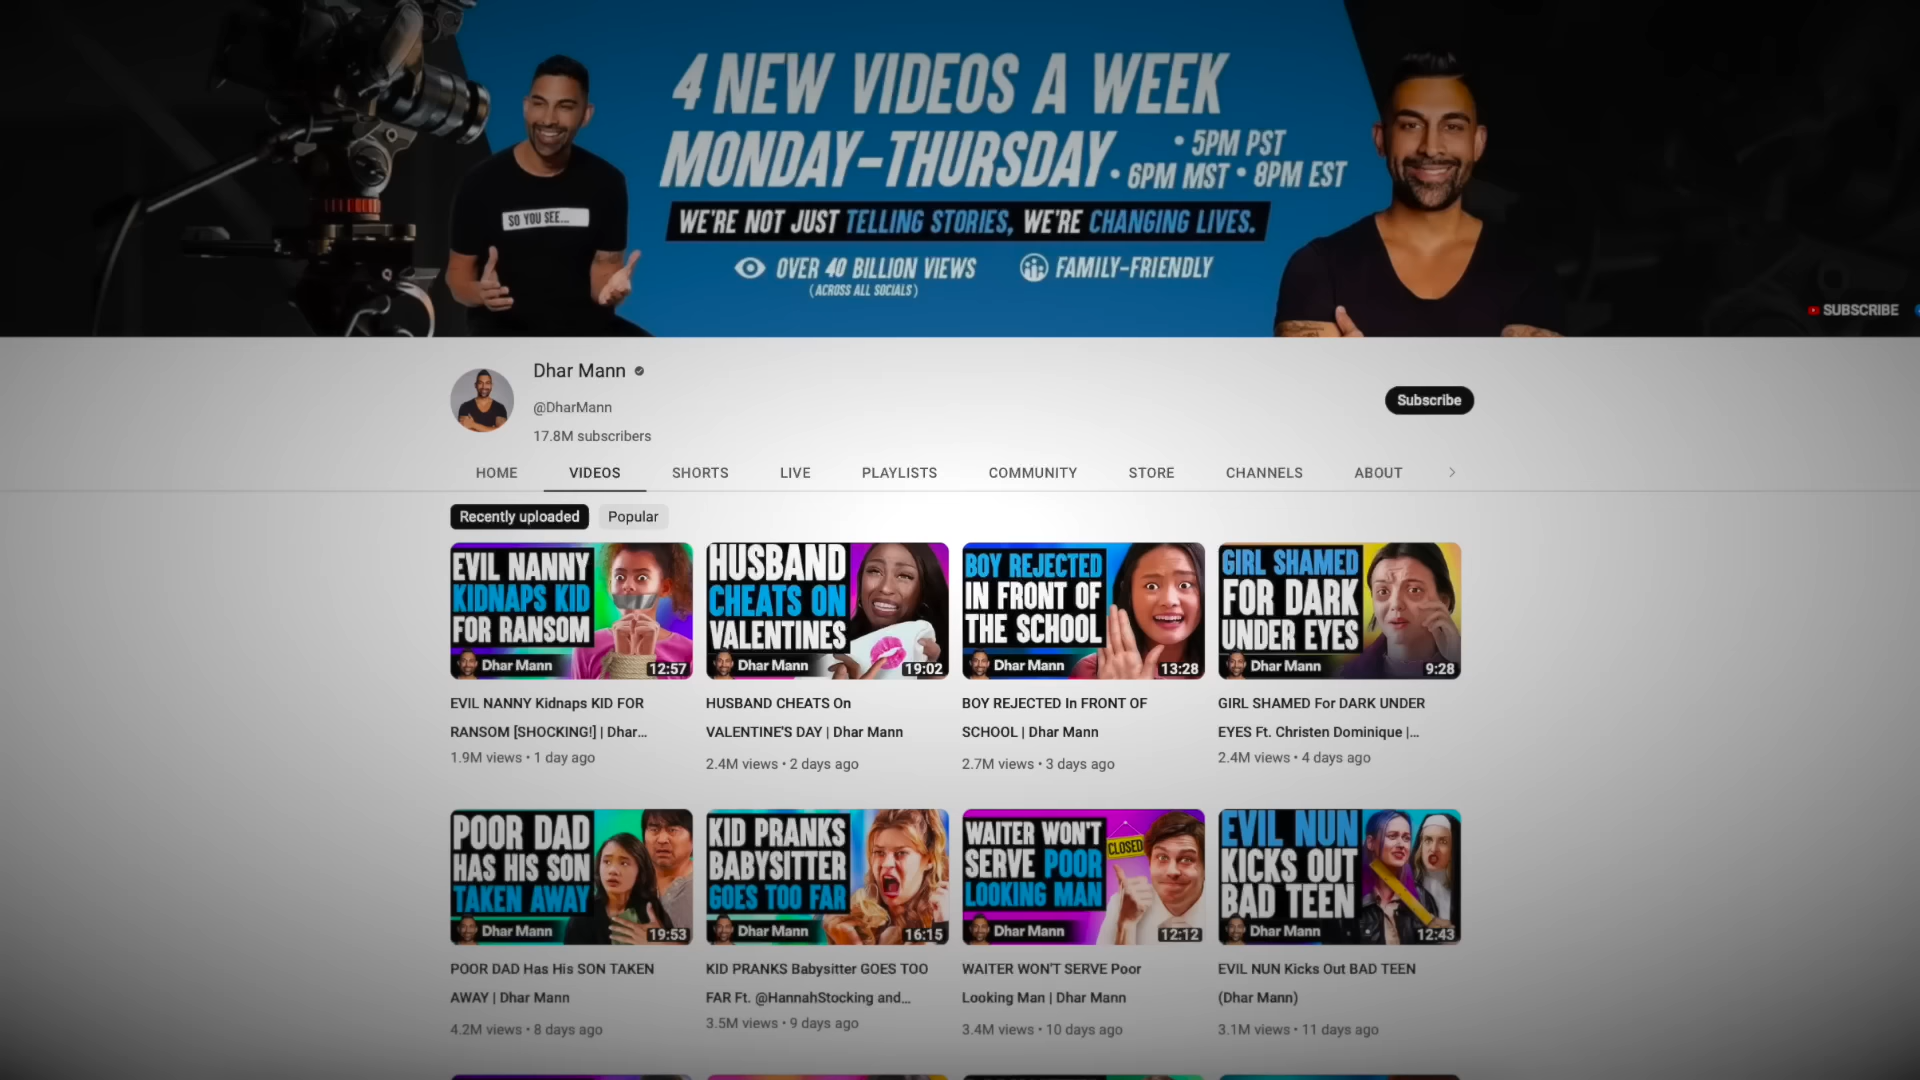 4 NEW VIDEOS A WEEK
MONDAY-THURSDAY
• 5PM PST
• 6PM MST • 8PM EST
SO YOU SEE...
WE'RE NOT JUST TELLING STORIES, WE'RE CHANGING LIVES.
OVER 40 BILLION VIEWS
(ACROSS ALL SOCIALS)
FAMILY-FRIENDLY
SUBSCRIBE
Dhar Mann
@DharMann
17.8M subscribers
Subscribe
HOME VIDEOS SHORTS LIVE PLAYLISTS COMMUNITY STORE CHANNELS ABOUT
Recently uploaded Popular
EVIL NANNY
KIDNAPS KID
FOR RANSOM
Dhar Mann
12:57
HUSBAND
CHEATS ON
VALENTINES
Dhar Mann
19:02
BOY REJECTED
IN FRONT OF
THE SCHOOL
Dhar Mann
13:28
GIRL SHAMED
FOR DARK
UNDER EYES
Dhar Mann
9:28
EVIL NANNY Kidnaps KID FOR
RANSOM [SHOCKING!] | Dhar...
1.9M views • 1 day ago
HUSBAND CHEATS On
VALENTINE'S DAY | Dhar Mann
2.4M views • 2 days ago
BOY REJECTED In FRONT OF
SCHOOL | Dhar Mann
2.7M views • 3 days ago
GIRL SHAMED For DARK UNDER
EYES Ft. Christen Dominique |...
2.4M views • 4 days ago
POOR DAD
HAS HIS SON
TAKEN AWAY
Dhar Mann
19:53
KID PRANKS
BABYSITTER
GOES TOO FAR
Dhar Mann
16:15
WAITER WON'T
SERVE POOR
LOOKING MAN
CLOSED
Dhar Mann
12:12
EVIL NUN
KICKS OUT
BAD TEEN
Dhar Mann
12:43
POOR DAD Has His SON TAKEN
AWAY | Dhar Mann
4.2M views • 8 days ago
KID PRANKS Babysitter GOES TOO
FAR Ft. @HannahStocking and...
3.5M views • 9 days ago
WAITER WON'T SERVE Poor
Looking Man | Dhar Mann
3.4M views • 10 days ago
EVIL NUN Kicks Out BAD TEEN
(Dhar Mann)
3.1M views • 11 days ago